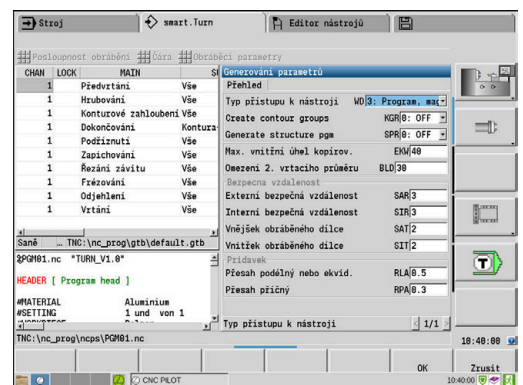 Stroj
smart.Turn
Editor nástrojů
Posloupnost obrábění
Čára
Obráběcí parametry
CHAN LOCK MAIN
1 Předvrtání Vše
1 Hrubování Vše
1 Konturové zahloubení Vše
1 Dokončování Kontura
1 Podříznutí Vše
1 Zapichování Vše
1 Řezání závitu Vše
1 Frézování Vše
1 Odjehlení Vše
1 Vrtání Vše
Saně … TNC:\nc_prog\gtb\default.gtb
Generování parametrů
Přehled
Typ přístupu k nástroji WD 3: Program, mag
Create contour groups KGR 0: OFF
Generate structure pgm SPR 0: OFF
Max. vnitřní úhel kopírov. EKW 40
Omezení 2. vrtacího průměru BLD 30
Bezpecna vzdalenost
Externí bezpečná vzdálenost SAR 3
Interní bezpečná vzdálenost SIR 3
Vnějšek obráběného dílce SAT 2
Vnitřek obráběného dílce SIT 2
Pridavek
Přesah podélný nebo ekvid. RLA 0.5
Přesah příčný RPA 0.3
Typ přístupu k nástroji 1/1
PGM01.nc "TURN_V1.0"
HEADER [ Program head ]
#MATERIAL Aluminium
#SETTING 1 und von 1
TNC:\nc_prog\ncps\PGM01.nc
T
10:40:00
OK
Zrusit
CNC PILOT
10:40:00